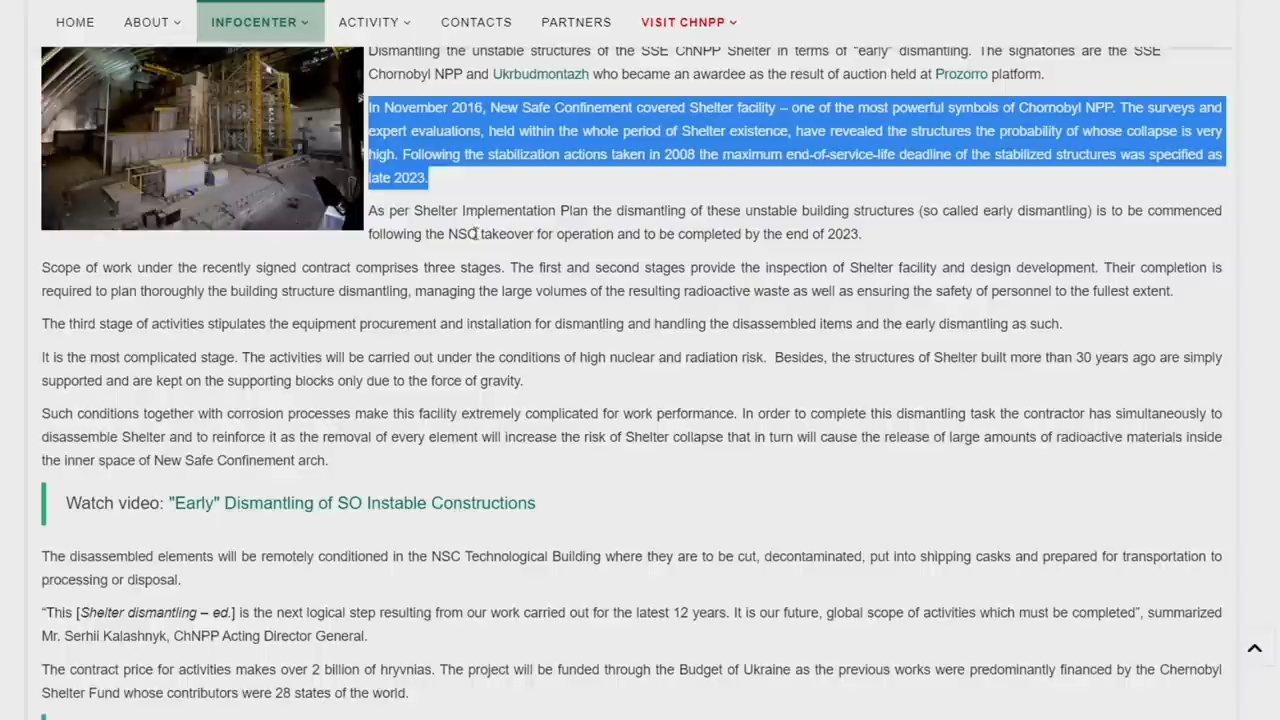 HOME ABOUT INFOCENTER ACTIVITY CONTACTS PARTNERS VISIT CHNPP
Dismantling the unstable structures of the SSE ChNPP Shelter in terms of "early" dismantling. The signatories are the SSE
Chornobyl NPP and Ukrbudmontazh who became an awardee as the result of auction held at Prozorro platform.
In November 2016, New Safe Confinement covered Shelter facility – one of the most powerful symbols of Chornobyl NPP. The surveys and
expert evaluations, held within the whole period of Shelter existence, have revealed the structures the probability of whose collapse is very
high. Following the stabilization actions taken in 2008 the maximum end-of-service-life deadline of the stabilized structures was specified as
late 2023.
As per Shelter Implementation Plan the dismantling of these unstable building structures (so called early dismantling) is to be commenced
following the NSC takeover for operation and to be completed by the end of 2023.
Scope of work under the recently signed contract comprises three stages. The first and second stages provide the inspection of Shelter facility and design development. Their completion is
required to plan thoroughly the building structure dismantling, managing the large volumes of the resulting radioactive waste as well as ensuring the safety of personnel to the fullest extent.
The third stage of activities stipulates the equipment procurement and installation for dismantling and handling the disassembled items and the early dismantling as such.
It is the most complicated stage. The activities will be carried out under the conditions of high nuclear and radiation risk. Besides, the structures of Shelter built more than 30 years ago are simply
supported and are kept on the supporting blocks only due to the force of gravity.
Such conditions together with corrosion processes make this facility extremely complicated for work performance. In order to complete this dismantling task the contractor has simultaneously to
disassemble Shelter and to reinforce it as the removal of every element will increase the risk of Shelter collapse that in turn will cause the release of large amounts of radioactive materials inside
the inner space of New Safe Confinement arch.
Watch video: "Early" Dismantling of SO Instable Constructions
The disassembled elements will be remotely conditioned in the NSC Technological Building where they are to be cut, decontaminated, put into shipping casks and prepared for transportation to
processing or disposal.
“This [Shelter dismantling – ed.] is the next logical step resulting from our work carried out for the latest 12 years. It is our future, global scope of activities which must be completed”, summarized
Mr. Serhii Kalashnyk, ChNPP Acting Director General.
The contract price for activities makes over 2 billion of hryvnias. The project will be funded through the Budget of Ukraine as the previous works were predominantly financed by the Chernobyl
Shelter Fund whose contributors were 28 states of the world.